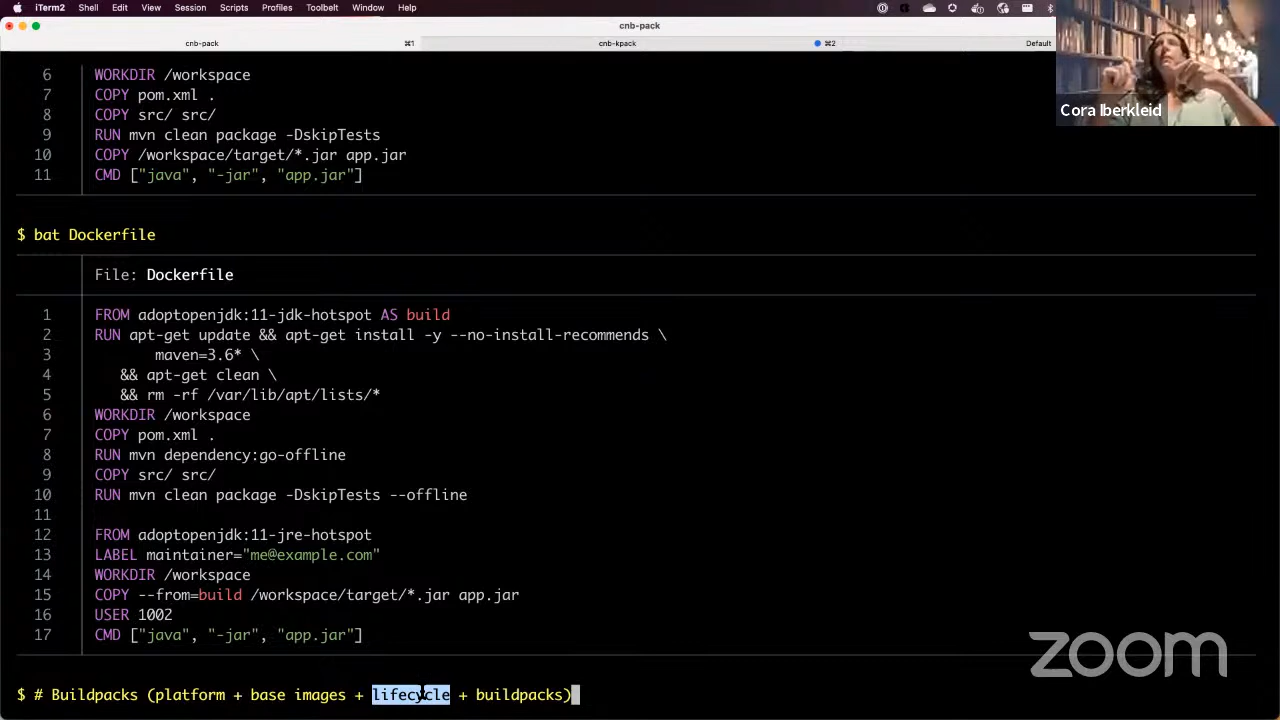 iTerm2 Shell Edit View Session Scripts Profiles Toolbelt Window Help
cnb-pack
cnb-pack ⌘1 cnb-kpack ⌘2 Default
Cora Iberkleid
6 WORKDIR /workspace
7 COPY pom.xml .
8 COPY src/ src/
9 RUN mvn clean package -DskipTests
10 COPY /workspace/target/*.jar app.jar
11 CMD ["java", "-jar", "app.jar"]
$ bat Dockerfile
File: Dockerfile
1 FROM adoptopenjdk:11-jdk-hotspot AS build
2 RUN apt-get update && apt-get install -y --no-install-recommends \
3 maven=3.6* \
4 && apt-get clean \
5 && rm -rf /var/lib/apt/lists/*
6 WORKDIR /workspace
7 COPY pom.xml .
8 RUN mvn dependency:go-offline
9 COPY src/ src/
10 RUN mvn clean package -DskipTests --offline
11
12 FROM adoptopenjdk:11-jre-hotspot
13 LABEL maintainer="me@example.com"
14 WORKDIR /workspace
15 COPY --from=build /workspace/target/*.jar app.jar
16 USER 1002
17 CMD ["java", "-jar", "app.jar"]
zoom
$ # Buildpacks (platform + base images + lifecycle + buildpacks)